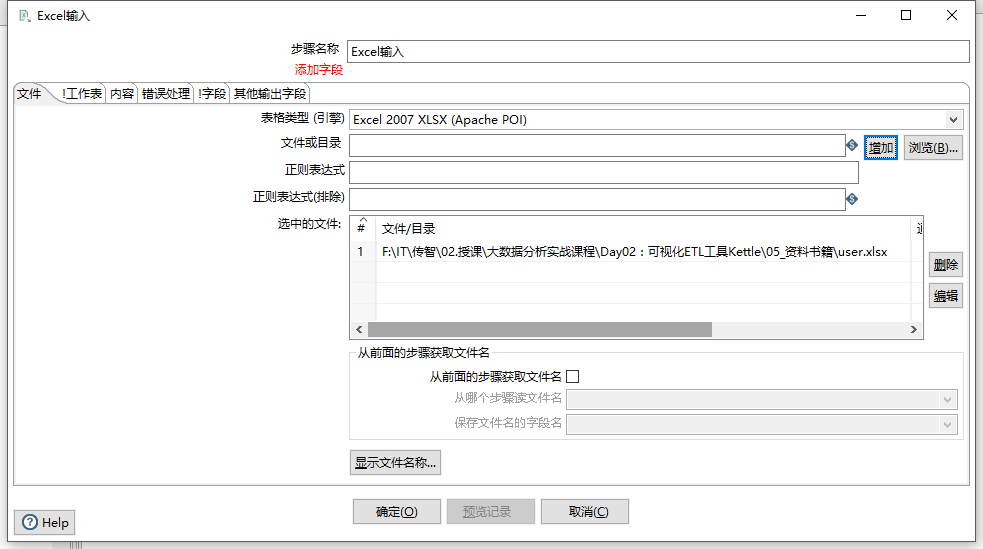 Excel输入
步骤名称 Excel输入
添加字段
文件 !工作表 内容 错误处理 !字段 其他输出字段
表格类型 (引擎) Excel 2007 XLSX (Apache POI)
文件或目录 增加 浏览(B)...
正则表达式
正则表达式(排除)
选中的文件:
# 文件/目录
1 F:\IT\传智\02.授课\大数据分析实战课程\Day02：可视化ETL工具Kettle\05_资料书籍\user.xlsx
删除
编辑
从前面的步骤获取文件名
从前面的步骤获取文件名
从哪个步骤读文件名
保存文件名的字段名
显示文件名称...
确定(O) 预览记录 取消(C)
Help